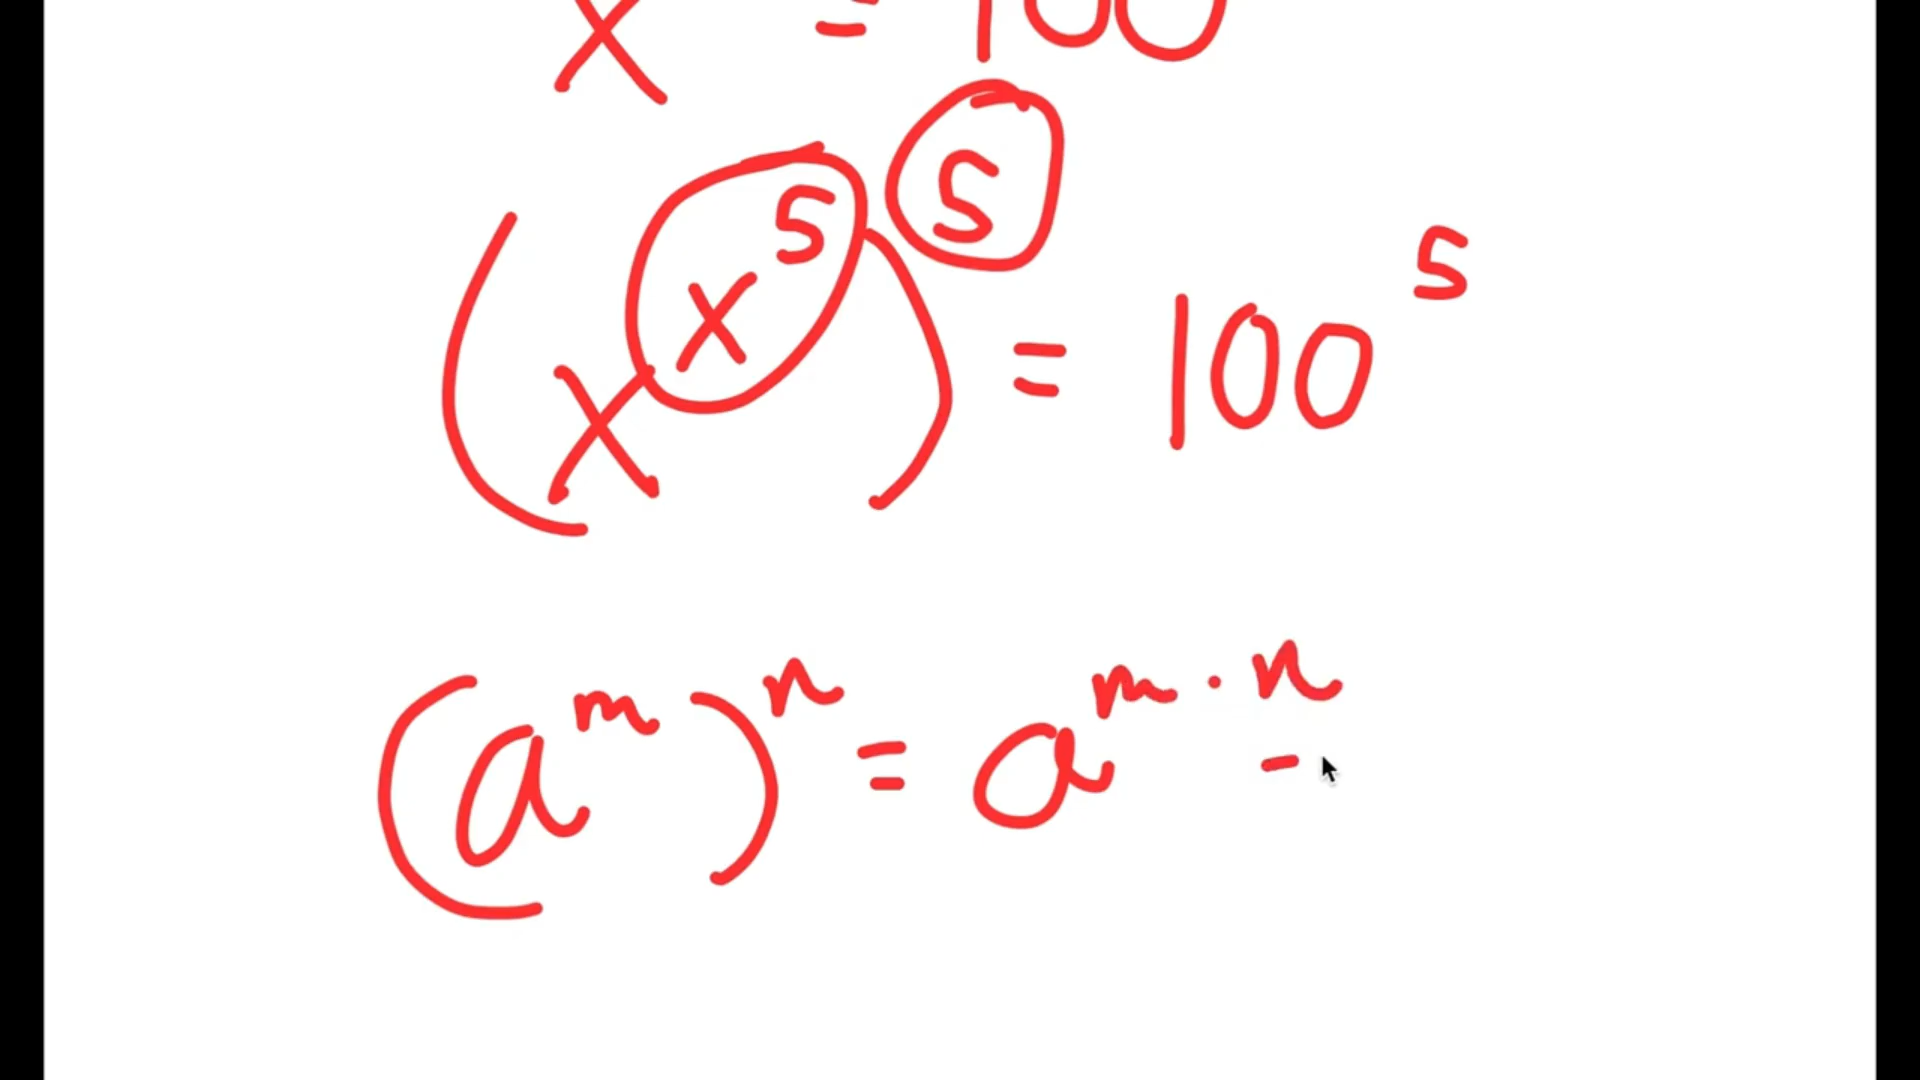 x = 100
(x^x^5)^5 = 100^5
(a^m)^n = a^m·n -